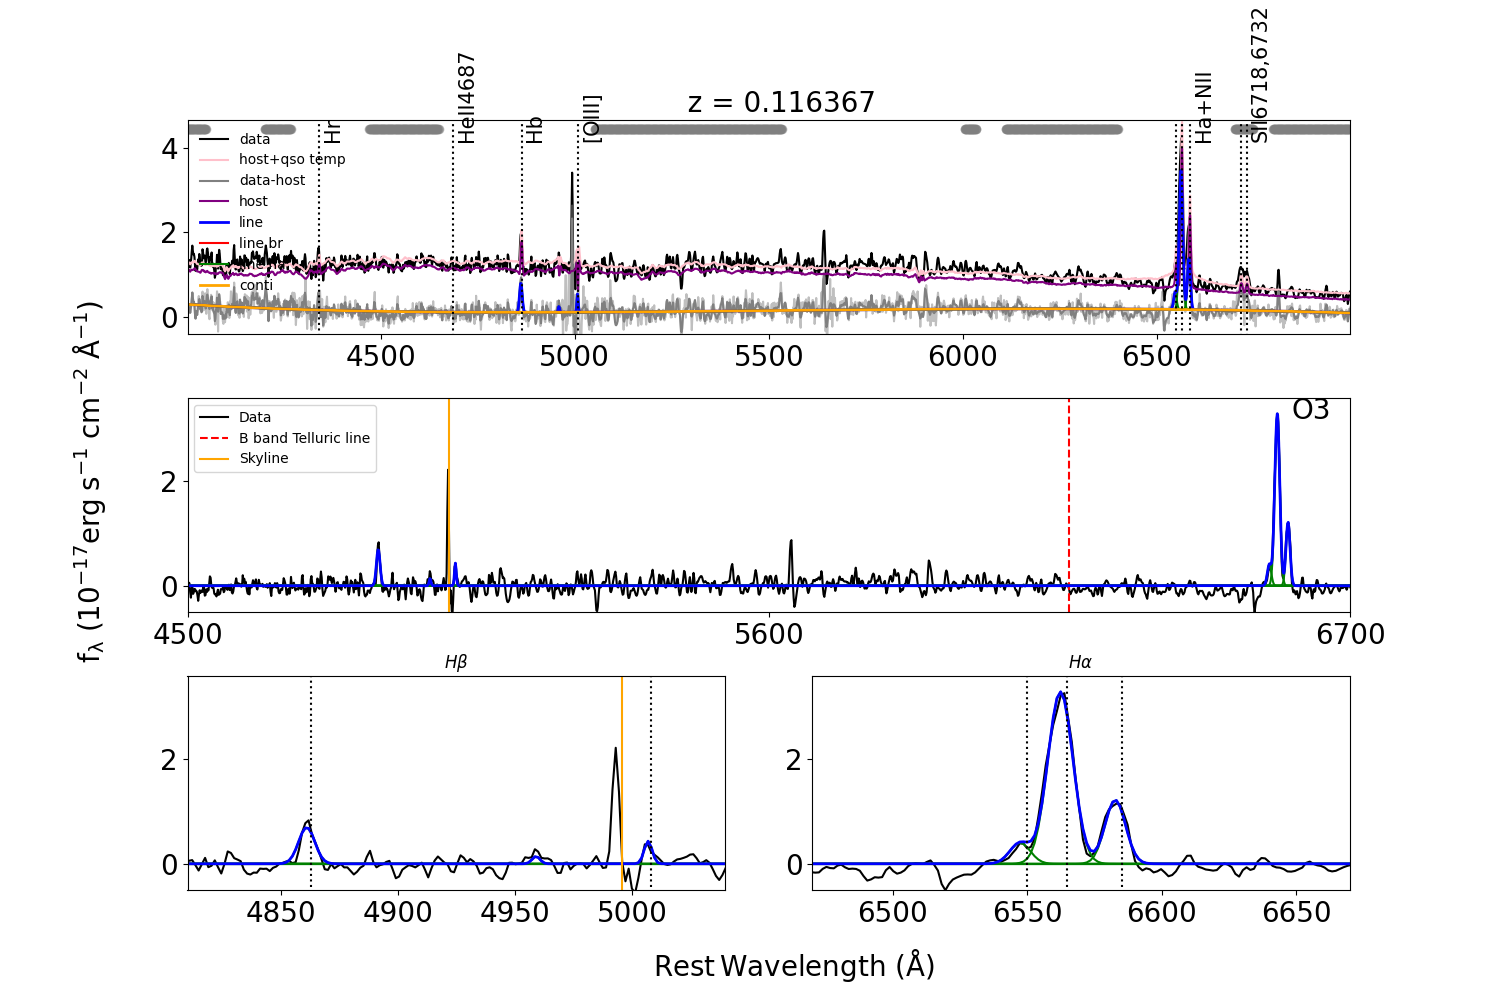 z = 0.116367
Hr
HeII4687
Hb
[OIII]
Ha+NII
SII6718,6732
data
host+qso temp
data-host
host
line
line br
conti
4
2
0
4500
5000
5500
6000
6500
fλ (10⁻¹⁷erg s⁻¹ cm⁻² Å⁻¹)
Data
B band Telluric line
Skyline
O3
2
0
4500
5600
6700
Hβ
2
0
4850
4900
4950
5000
Hα
2
0
6500
6550
6600
6650
Rest Wavelength (Å)